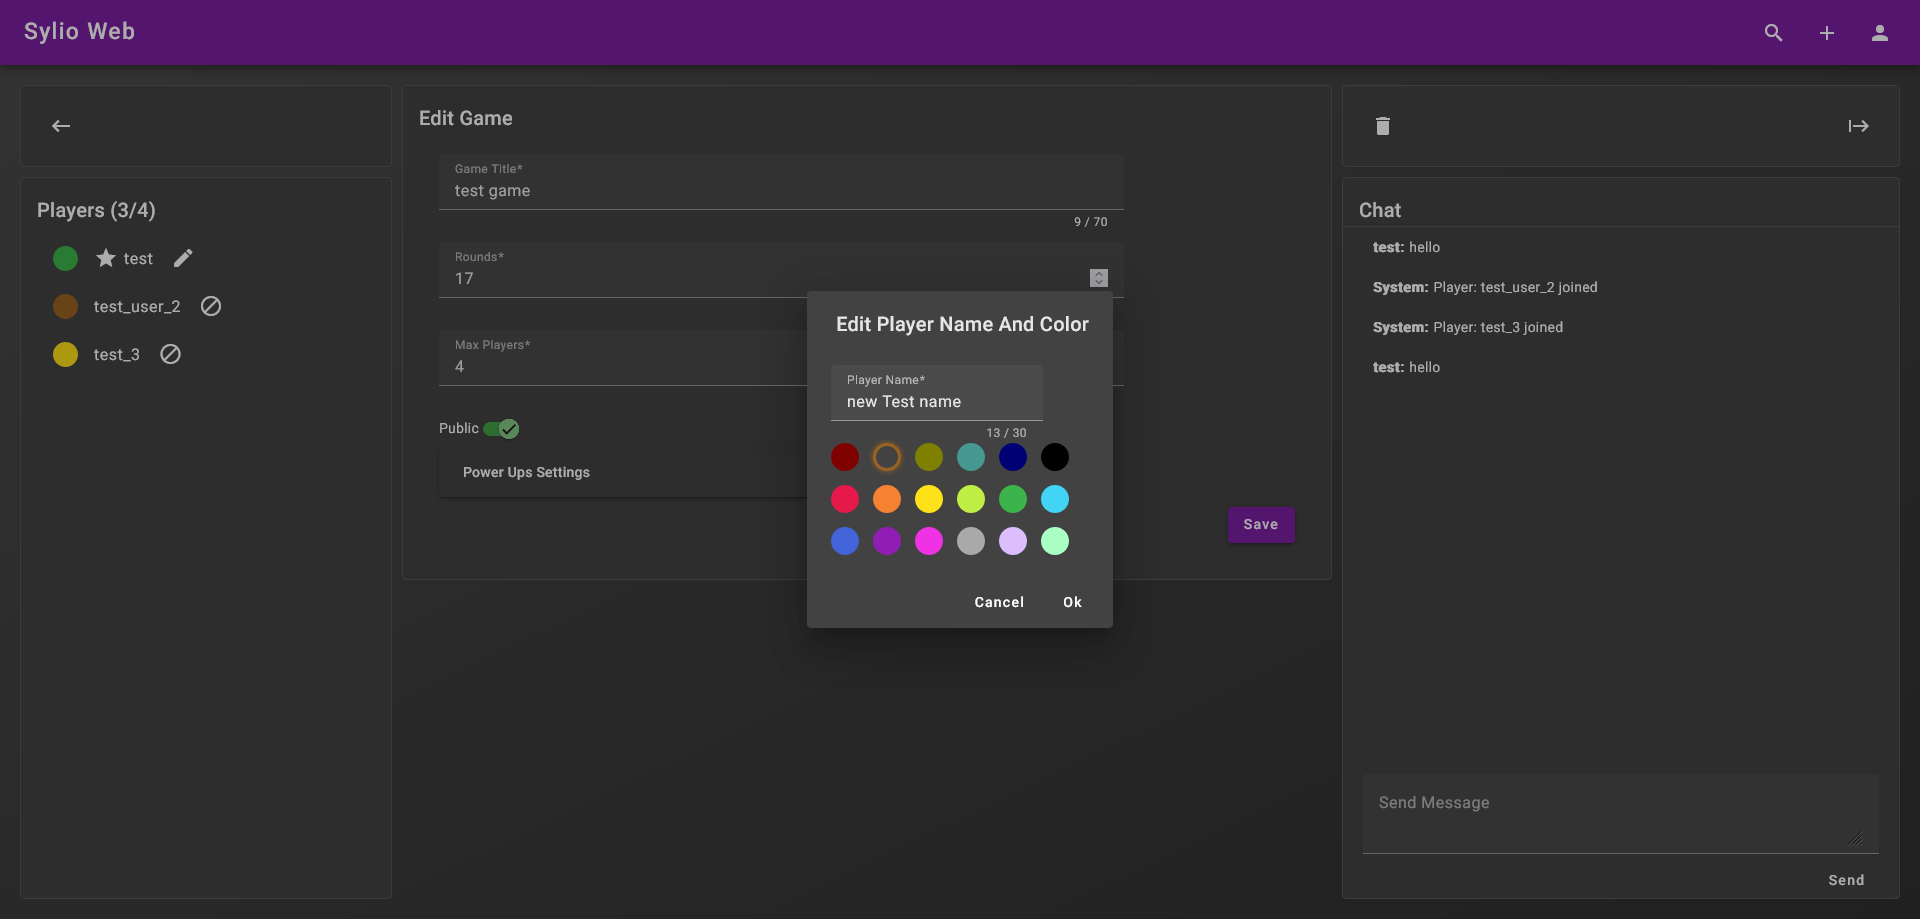 Sylio Web
Players (3/4)
test
test_user_2
test_3
Edit Game
Game Title*
test game
9 / 70
Rounds*
17
Max Players*
4
Public
Power Ups Settings
Save
Edit Player Name And Color
Player Name*
new Test name
13 / 30
Cancel Ok
Chat
test: hello
System: Player: test_user_2 joined
System: Player: test_3 joined
test: hello
Send Message
Send